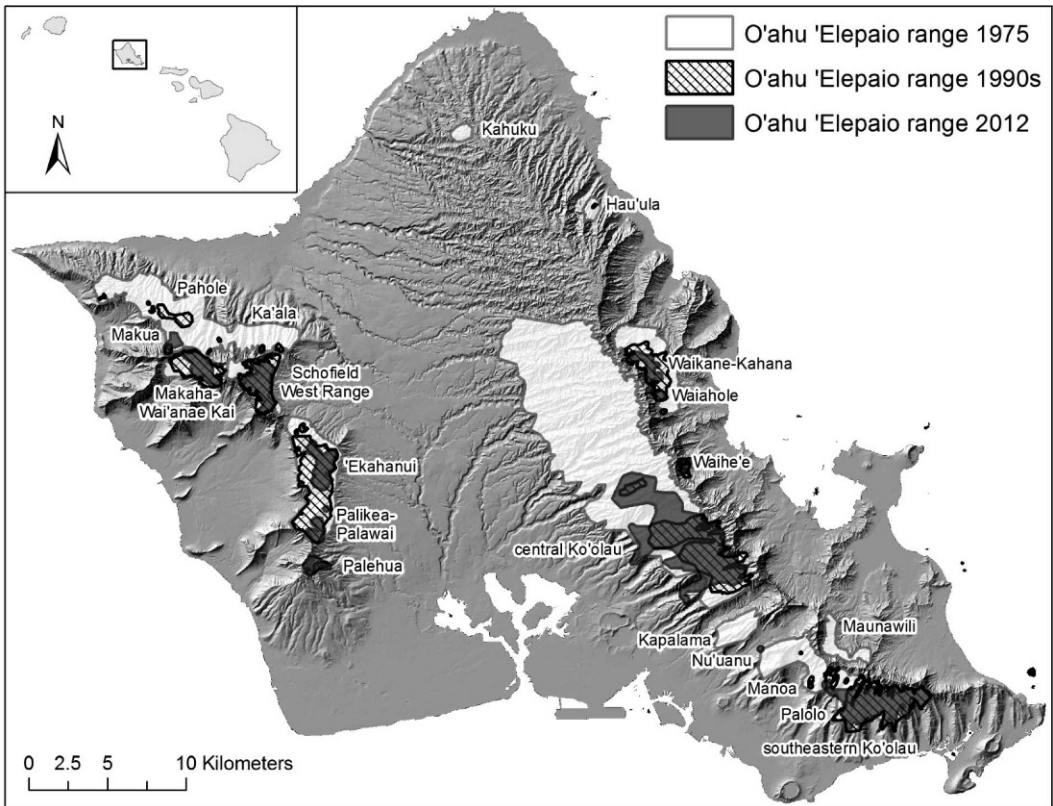 N
O'ahu 'Elepaio range 1975
O'ahu 'Elepaio range 1990s
O'ahu 'Elepaio range 2012
Kahuku
Hau'ula
Pahole
Ka'ala
Makua
Schofield
West Range
Makaha-
Wai'anae Kai
Waikane-Kahana
Waiahole
'Ekahanui
Waihe'e
Palikea-
Palawai
central Ko'olau
Palehua
Kapalama
Maunawili
Nu'uanu
Manoa
Palolo
southeastern Ko'olau
0 2.5 5 10 Kilometers